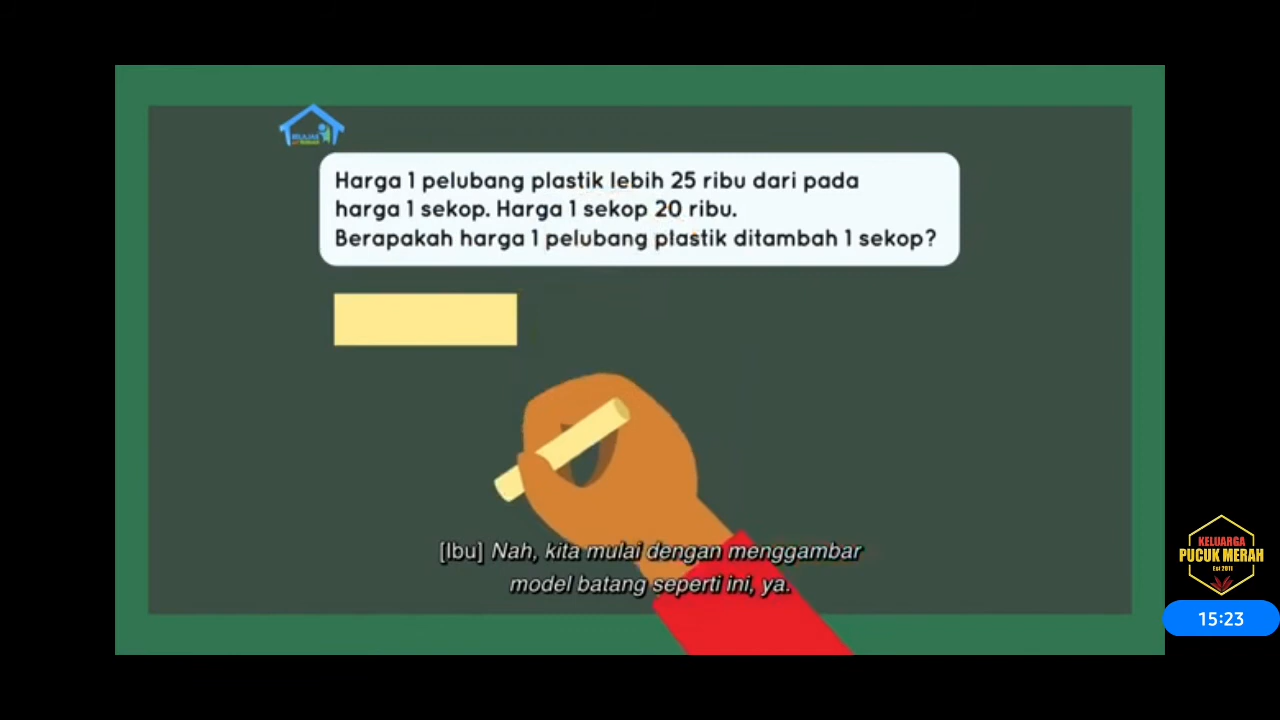 Harga 1 pelubang plastik lebih 25 ribu dari pada
harga 1 sekop. Harga 1 sekop 20 ribu.
Berapakah harga 1 pelubang plastik ditambah 1 sekop?
[Ibu] Nah, kita mulai dengan menggambar
model batang seperti ini, ya.
KELUARGA
PUCUK MERAH
Est 2011
15:23